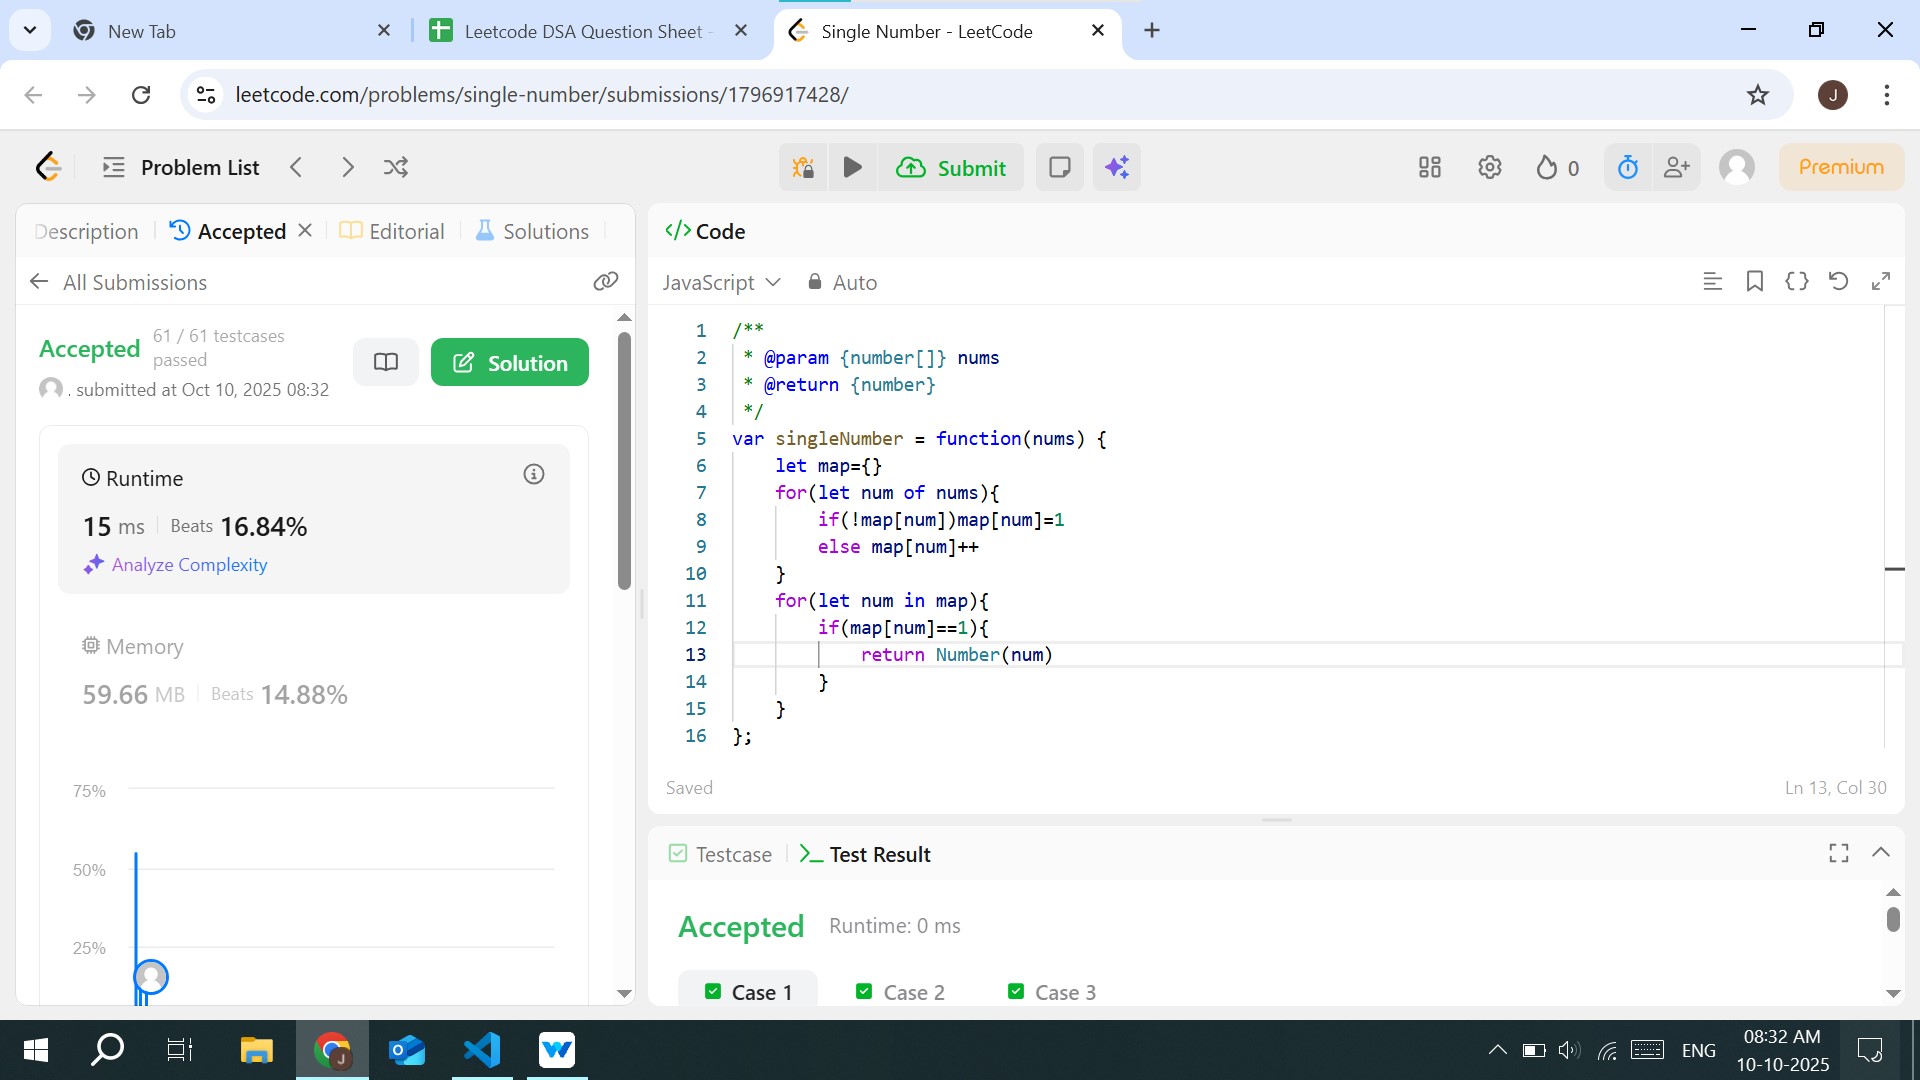 New Tab
Leetcode DSA Question Sheet -
Single Number - LeetCode
leetcode.com/problems/single-number/submissions/1796917428/
J
Problem List
Submit
0
Premium
Description
Accepted
Editorial
Solutions
All Submissions
Accepted
61 / 61 testcases
passed
. submitted at Oct 10, 2025 08:32
Solution
Runtime
15 ms
Beats 16.84%
Analyze Complexity
Memory
59.66 MB
Beats 14.88%
75%
50%
25%
</> Code
JavaScript
Auto
1 /**
2  * @param {number[]} nums
3  * @return {number}
4  */
5 var singleNumber = function(nums) {
6     let map={}
7     for(let num of nums){
8         if(!map[num])map[num]=1
9         else map[num]++
10     }
11     for(let num in map){
12         if(map[num]==1){
13             return Number(num)
14         }
15     }
16 };
Saved
Ln 13, Col 30
Testcase
Test Result
Accepted
Runtime: 0 ms
Case 1
Case 2
Case 3
J
W
ENG
08:32 AM
10-10-2025